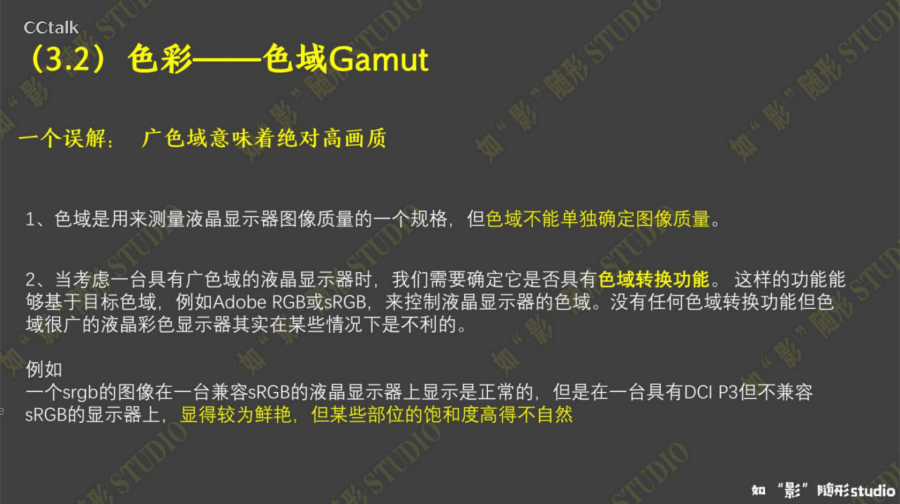 CCtalk
（3.2）色彩——色域Gamut
一个误解： 广色域意味着绝对高画质
1、色域是用来测量液晶显示器图像质量的一个规格，但色域不能单独确定图像质量。
2、当考虑一台具有广色域的液晶显示器时，我们需要确定它是否具有色域转换功能。 这样的功能能
够基于目标色域，例如Adobe RGB或sRGB，来控制液晶显示器的色域。没有任何色域转换功能但色
域很广的液晶彩色显示器其实在某些情况下是不利的。
例如
一个srgb的图像在一台兼容sRGB的液晶显示器上显示是正常的，但是在一台具有DCI P3但不兼容
sRGB的显示器上，显得较为鲜艳，但某些部位的饱和度高得不自然
如“影”随形studio